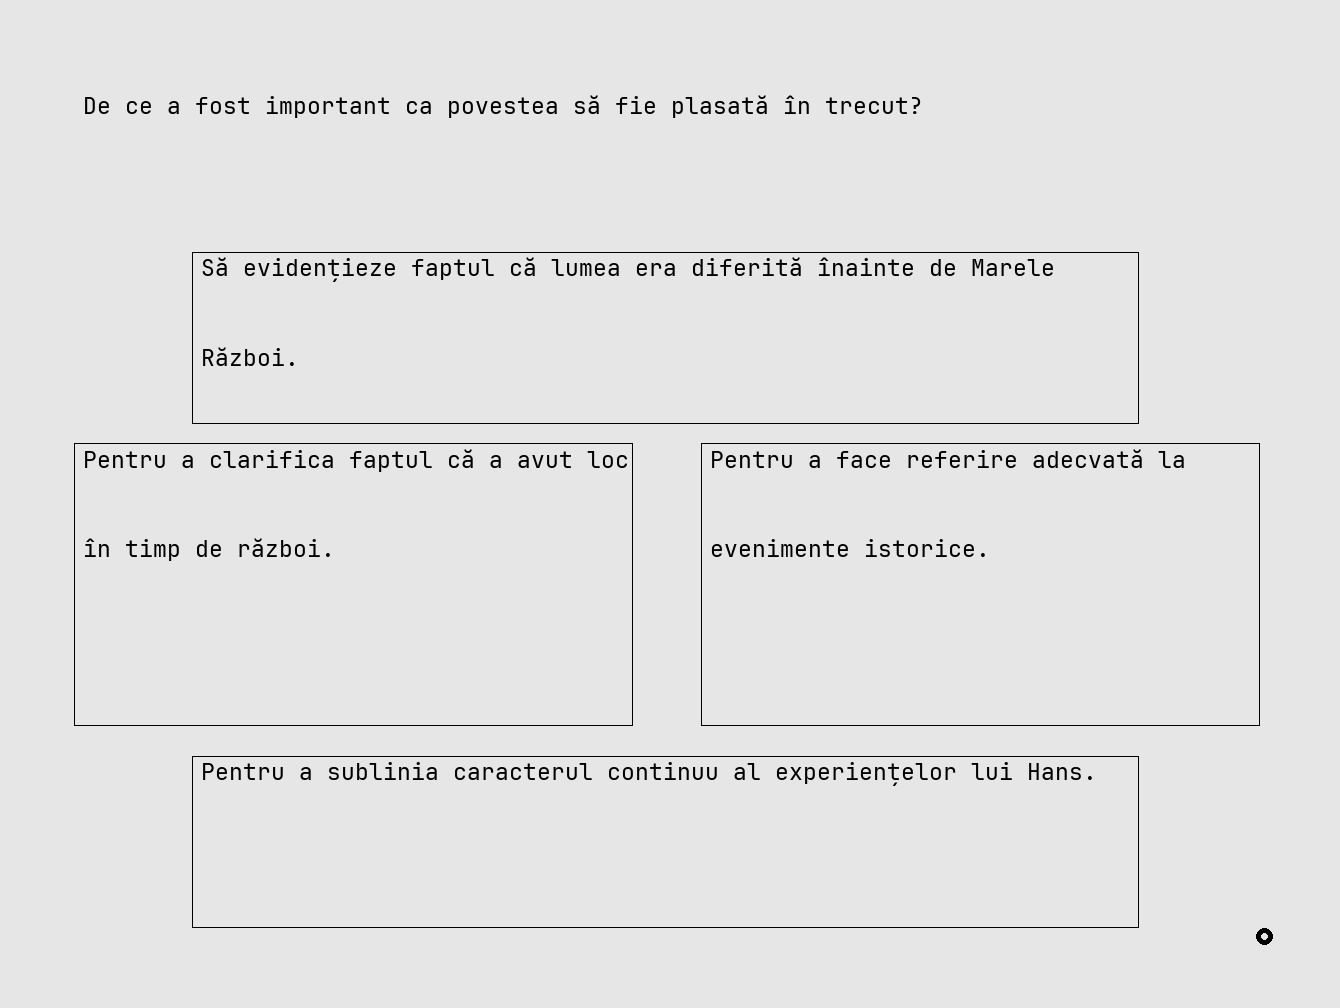 De ce a fost important ca povestea să fie plasată în trecut?
Să evidențieze faptul că lumea era diferită înainte de Marele
Război.
Pentru a clarifica faptul că a avut loc
în timp de război.
Pentru a face referire adecvată la
evenimente istorice.
Pentru a sublinia caracterul continuu al experiențelor lui Hans.